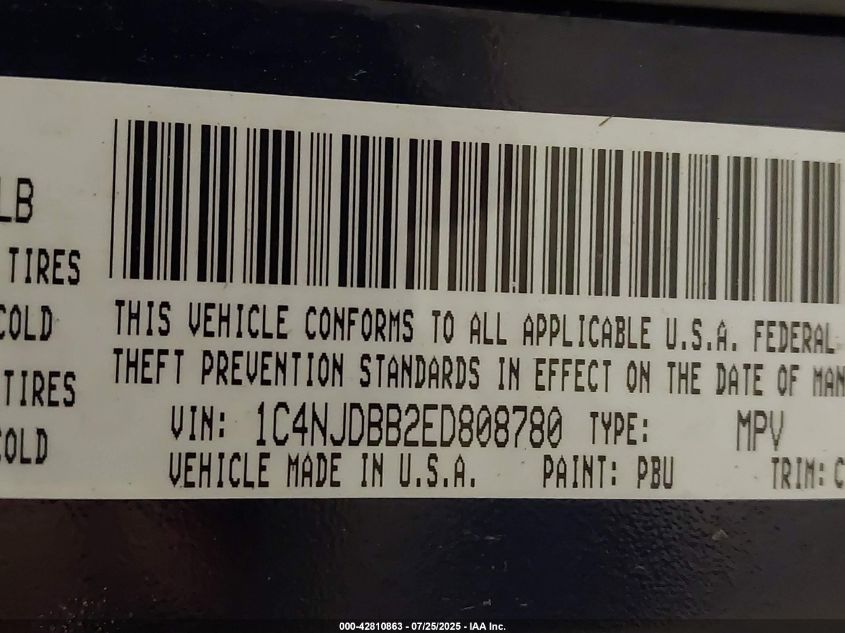 LB
TIRES
COLD
TIRES
COLD
THIS VEHICLE CONFORMS TO ALL APPLICABLE U.S.A. FEDERAL
THEFT PREVENTION STANDARDS IN EFFECT ON THE DATE OF MAN
VIN: 1C4NJDBB2ED808780 TYPE: MPV
VEHICLE MADE IN U.S.A. PAINT: PBU TRIM: C
000-42810863 - 07/25/2025 - IAA Inc.